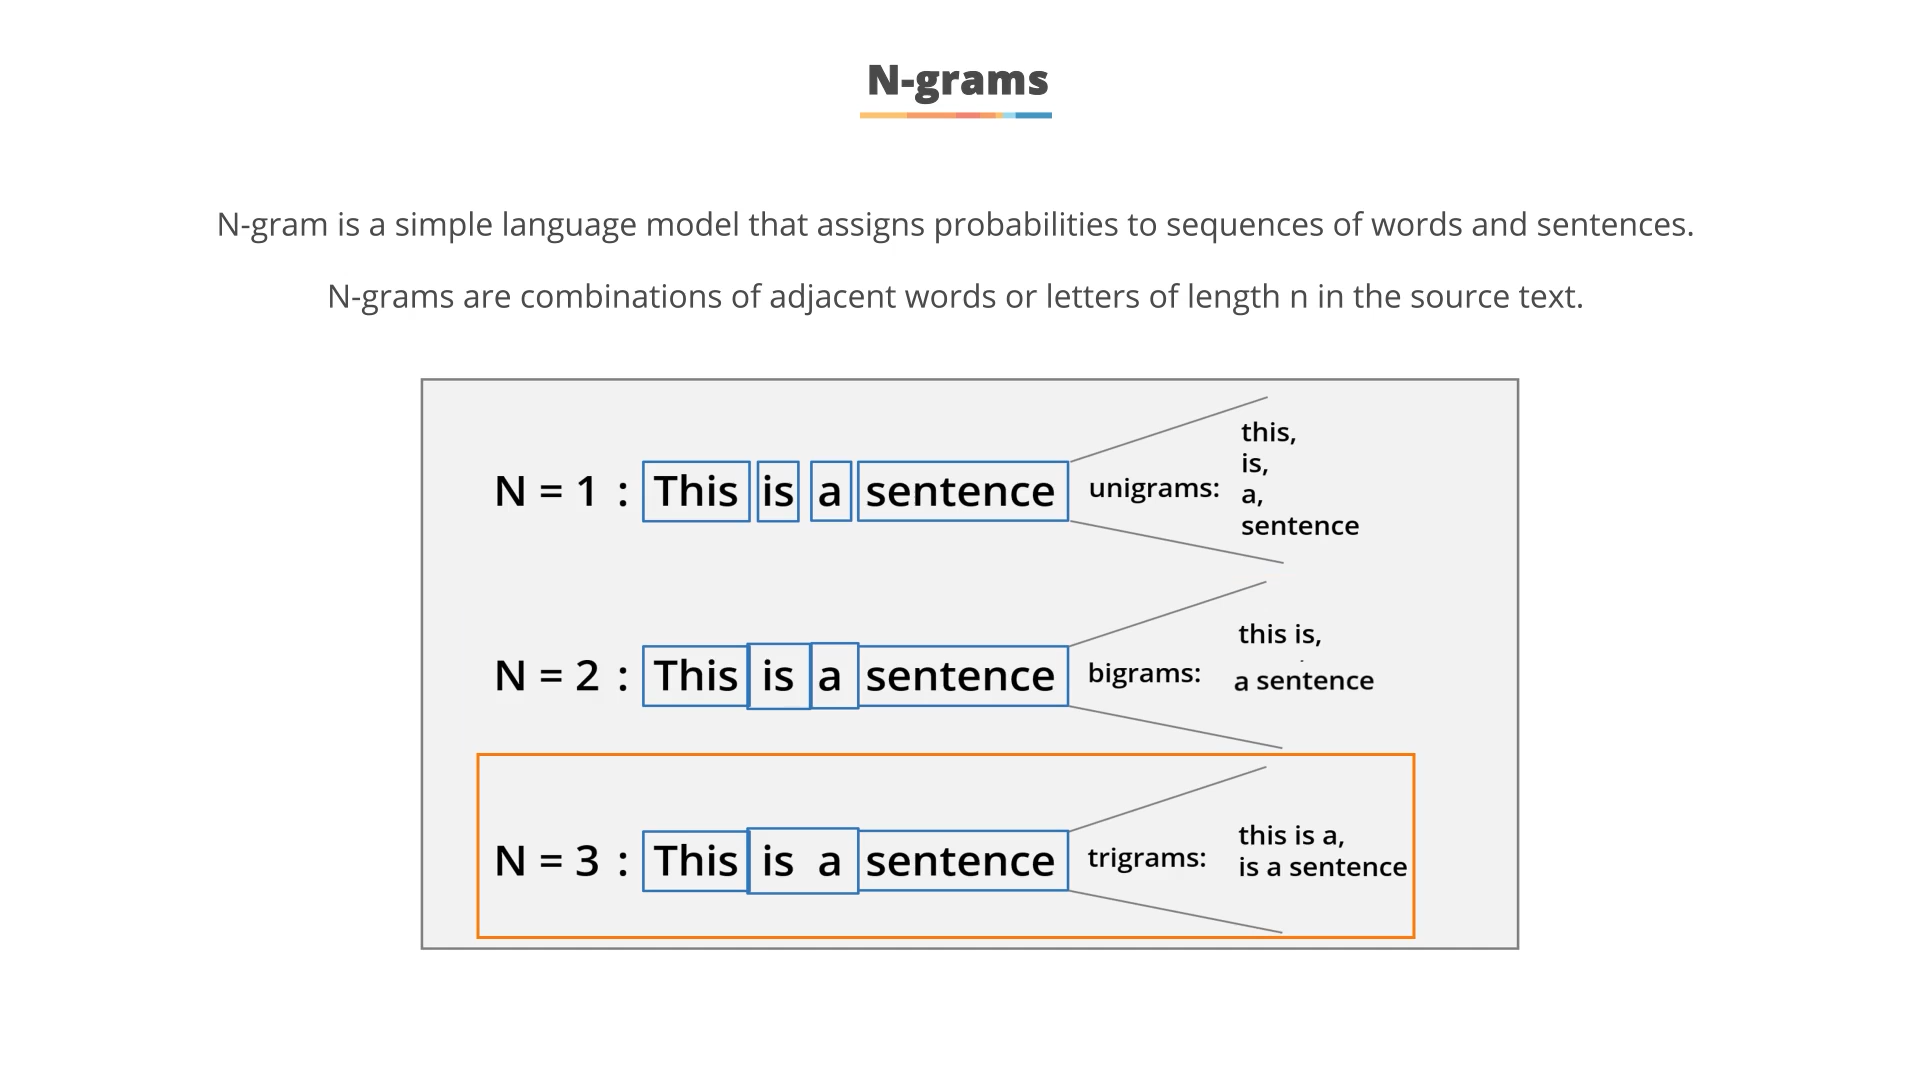 N-grams
N-gram is a simple language model that assigns probabilities to sequences of words and sentences.
N-grams are combinations of adjacent words or letters of length n in the source text.
N = 1 : This is a sentence unigrams:
this,
is,
a,
sentence
N = 2 : This is a sentence bigrams:
this is,
a sentence
N = 3 : This is a sentence trigrams:
this is a,
is a sentence